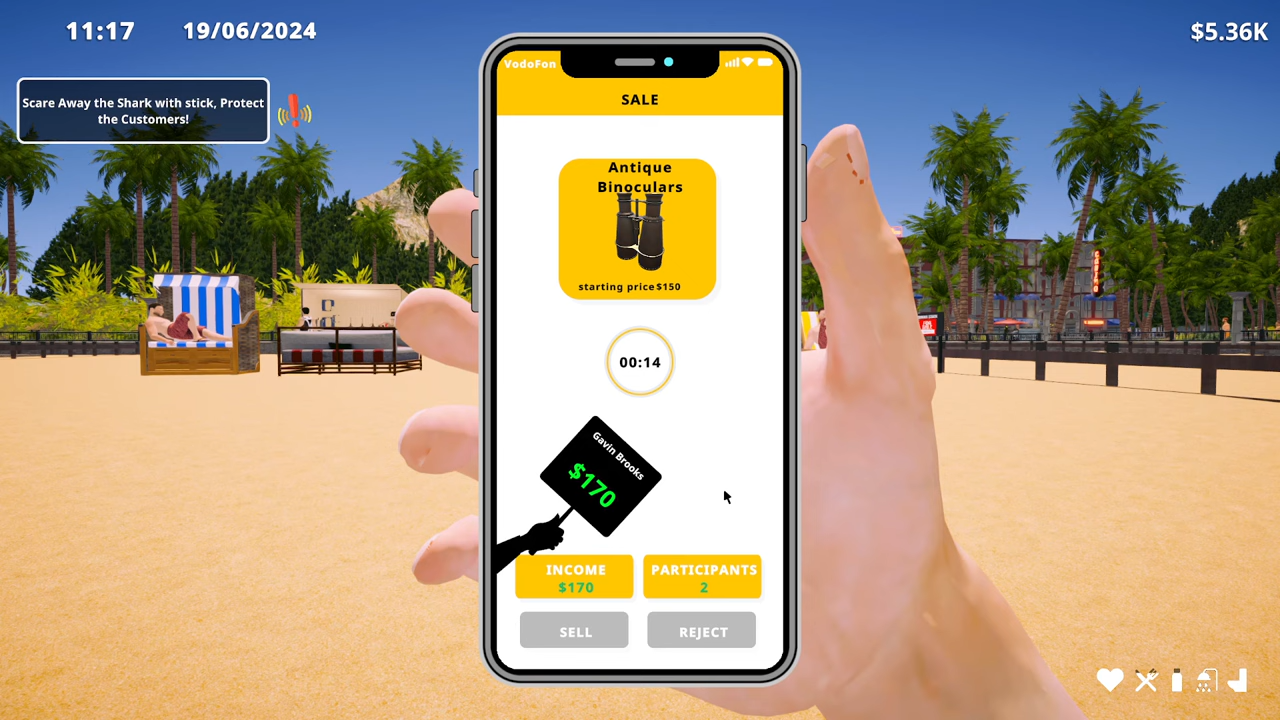 11:17
19/06/2024
$5.36K
Scare Away the Shark with stick, Protect
the Customers!
VodoFon
SALE
Antique
Binoculars
starting price $150
00:14
Gavin Brooks
$170
INCOME
$170
PARTICIPANTS
2
SELL
REJECT